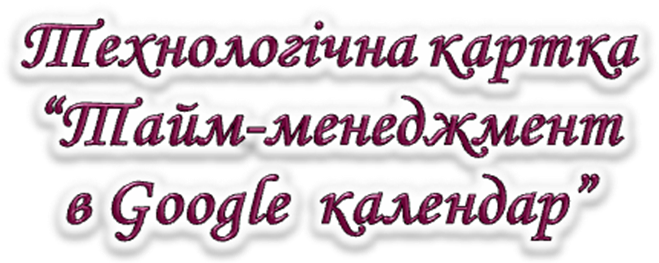 Технологічна картка
“Тайм-менеджмент
в Google календар”